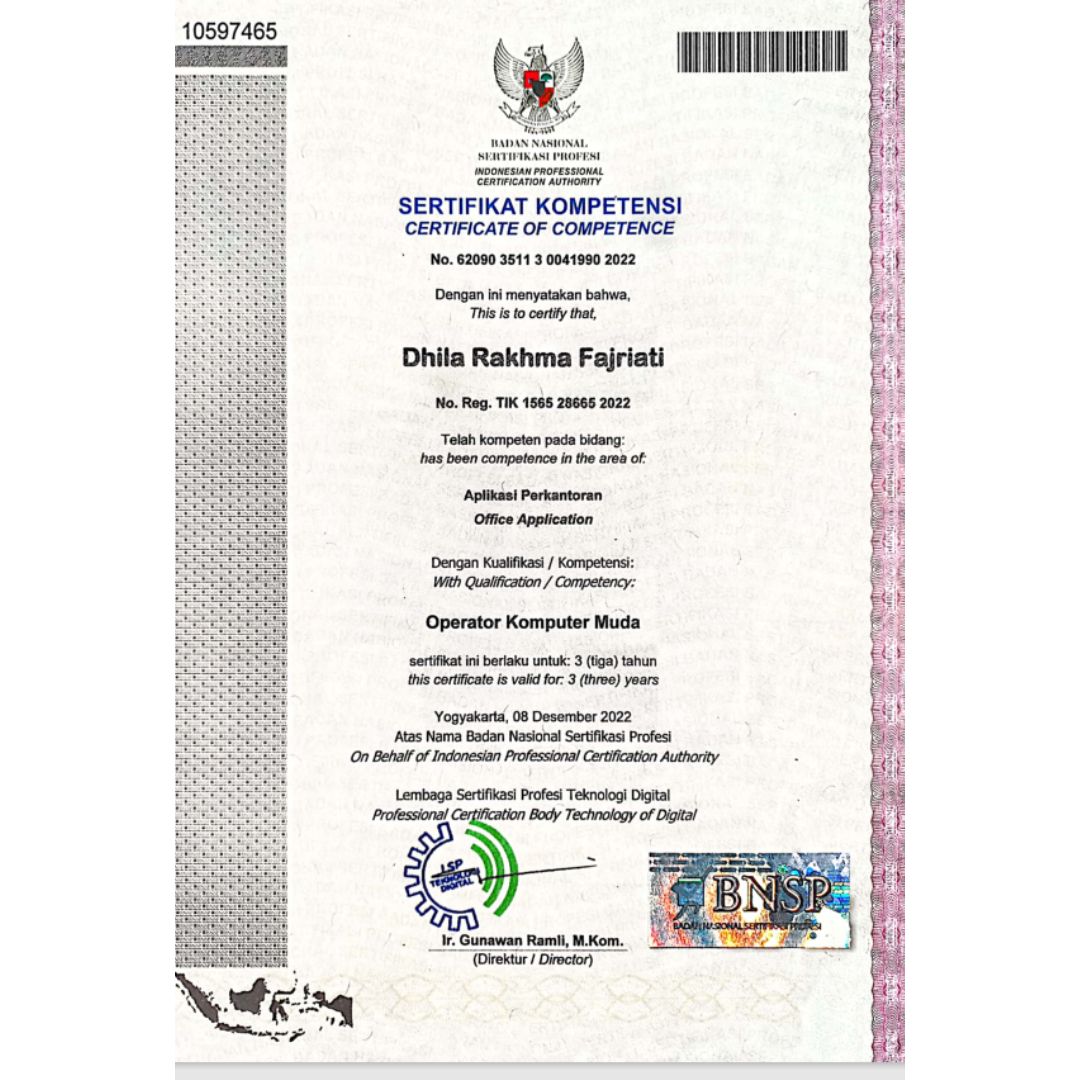 10597465
BADAN NASIONAL
SERTIFIKASI PROFESI
INDONESIAN PROFESSIONAL
CERTIFICATION AUTHORITY
SERTIFIKAT KOMPETENSI
CERTIFICATE OF COMPETENCE
No. 62090 3511 3 0041990 2022
Dengan ini menyatakan bahwa,
This is to certify that,
Dhila Rakhma Fajriati
No. Reg. TIK 1565 28665 2022
Telah kompeten pada bidang:
has been competence in the area of:
Aplikasi Perkantoran
Office Application
Dengan Kualifikasi / Kompetensi:
With Qualification / Competency:
Operator Komputer Muda
sertifikat ini berlaku untuk: 3 (tiga) tahun
this certificate is valid for: 3 (three) years
Yogyakarta, 08 Desember 2022
Atas Nama Badan Nasional Sertifikasi Profesi
On Behalf of Indonesian Professional Certification Authority
Lembaga Sertifikasi Profesi Teknologi Digital
Professional Certification Body Technology of Digital
LSP
TEKNOLOGI
DIGITAL
BNSP
BADAN NASIONAL SERTIFIKASI PROFESI
Ir. Gunawan Ramli, M.Kom.
(Direktur / Director)